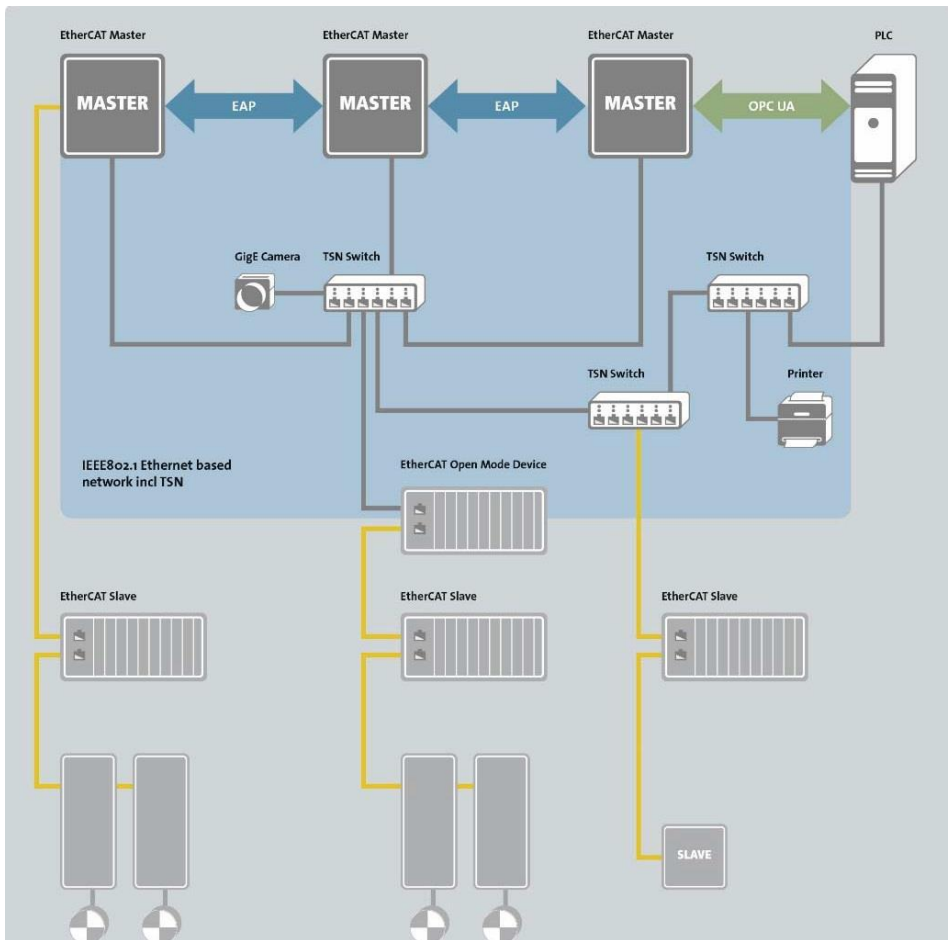 EtherCAT Master
EtherCAT Master
EtherCAT Master
PLC
MASTER
EAP
MASTER
EAP
MASTER
OPC UA
GigE Camera
TSN Switch
TSN Switch
TSN Switch
Printer
IEEE802.1 Ethernet based
network incl TSN
EtherCAT Open Mode Device
EtherCAT Slave
EtherCAT Slave
EtherCAT Slave
SLAVE